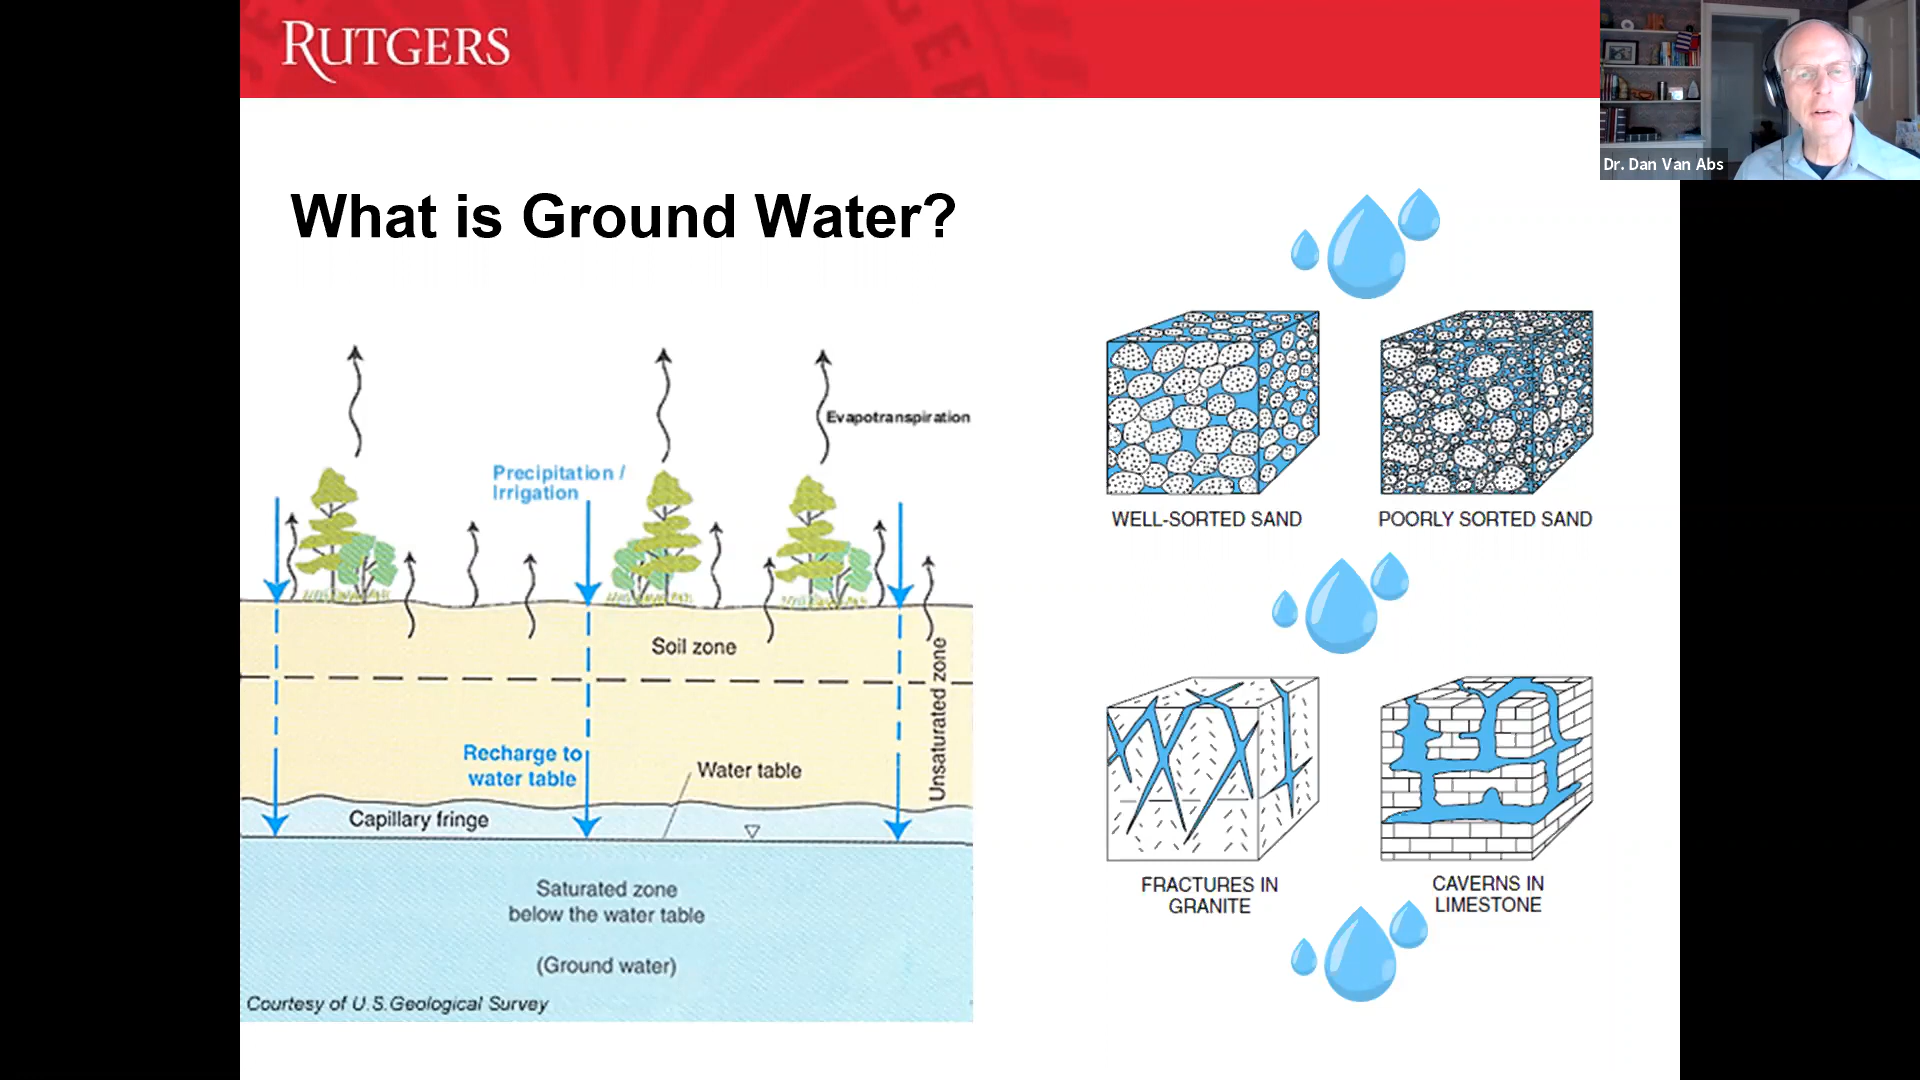 RUTGERS
Dr. Dan Van Abs
What is Ground Water?
Evapotranspiration
Precipitation /
Irrigation
Soil zone
Unsaturated zone
Recharge to
water table
Water table
Capillary fringe
Saturated zone
below the water table
(Ground water)
Courtesy of U.S.Geological Survey
WELL-SORTED SAND
POORLY SORTED SAND
FRACTURES IN
GRANITE
CAVERNS IN
LIMESTONE